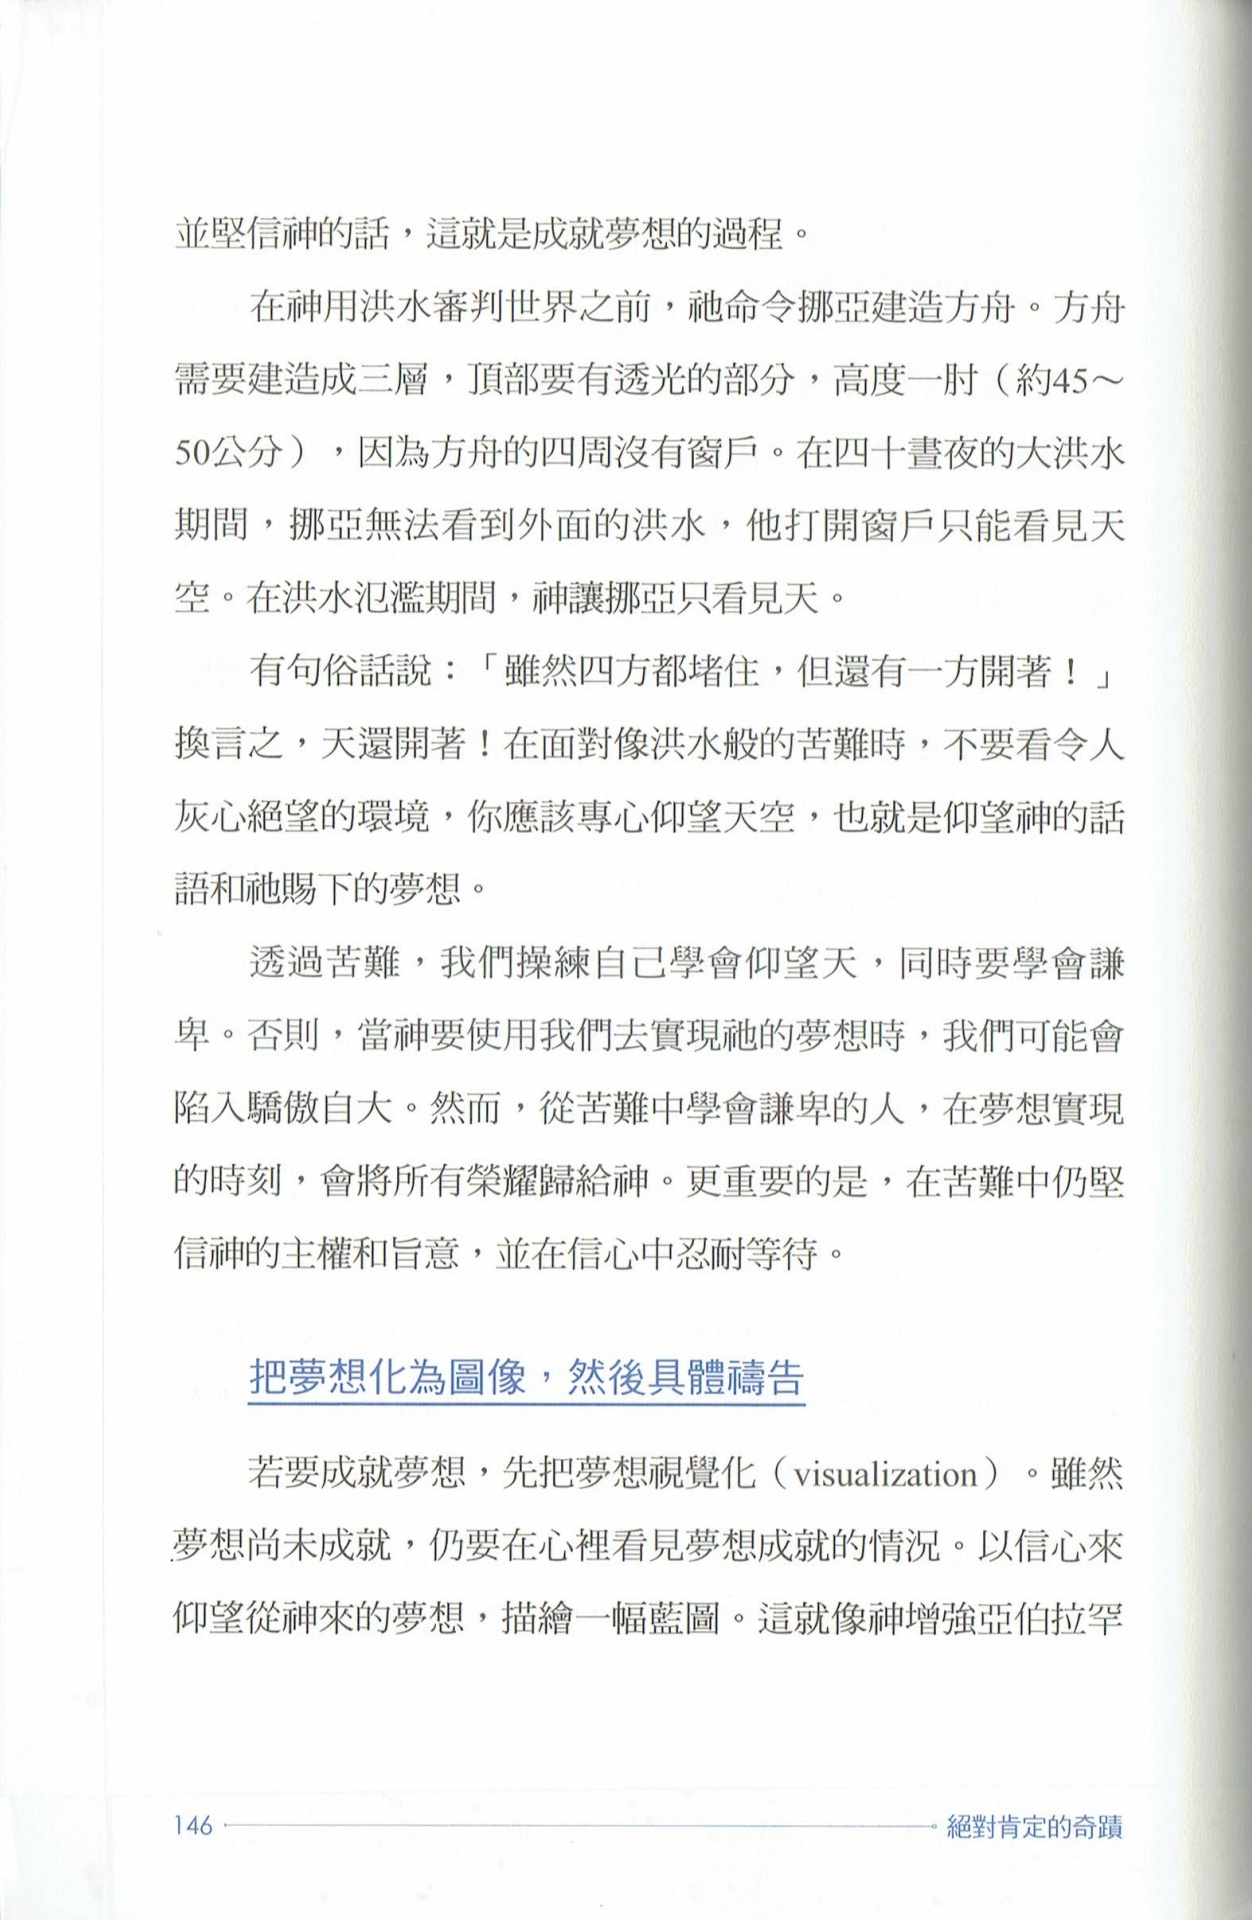 並堅信神的話，這就是成就夢想的過程。
在神用洪水審判世界之前，祂命令挪亞建造方舟。方舟
需要建造成三層，頂部要有透光的部分，高度一肘（約45～
50公分），因為方舟的四周沒有窗戶。在四十晝夜的大洪水
期間，挪亞無法看到外面的洪水，他打開窗戶只能看見天
空。在洪水氾濫期間，神讓挪亞只看見天。
有句俗話說：「雖然四方都堵住，但還有一方開著！」
換言之，天還開著！在面對像洪水般的苦難時，不要看令人
灰心絕望的環境，你應該專心仰望天空，也就是仰望神的話
語和祂賜下的夢想。
透過苦難，我們操練自己學會仰望天，同時要學會謙
卑。否則，當神要使用我們去實現祂的夢想時，我們可能會
陷入驕傲自大。然而，從苦難中學會謙卑的人，在夢想實現
的時刻，會將所有榮耀歸給神。更重要的是，在苦難中仍堅
信神的主權和旨意，並在信心中忍耐等待。
把夢想化為圖像，然後具體禱告
若要成就夢想，先把夢想視覺化（visualization）。雖然
夢想尚未成就，仍要在心裡看見夢想成就的情況。以信心來
仰望從神來的夢想，描繪一幅藍圖。這就像神增強亞伯拉罕
146 絕對肯定的奇蹟